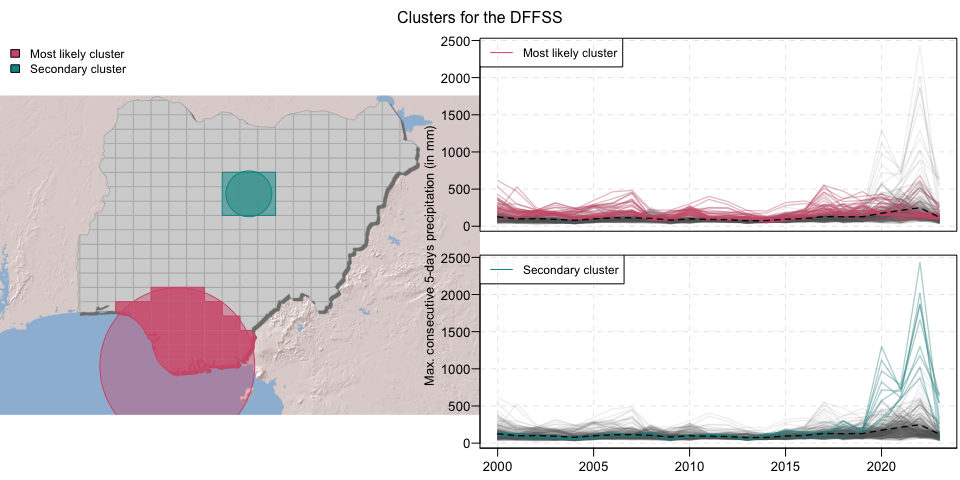 Clusters for the DFFSS
Most likely cluster
Secondary cluster
Max. consecutive 5-days precipitation (in mm)
2500
2000
1500
1000
500
0
Most likely cluster
2500
2000
1500
1000
500
0
Secondary cluster
2000
2005
2010
2015
2020